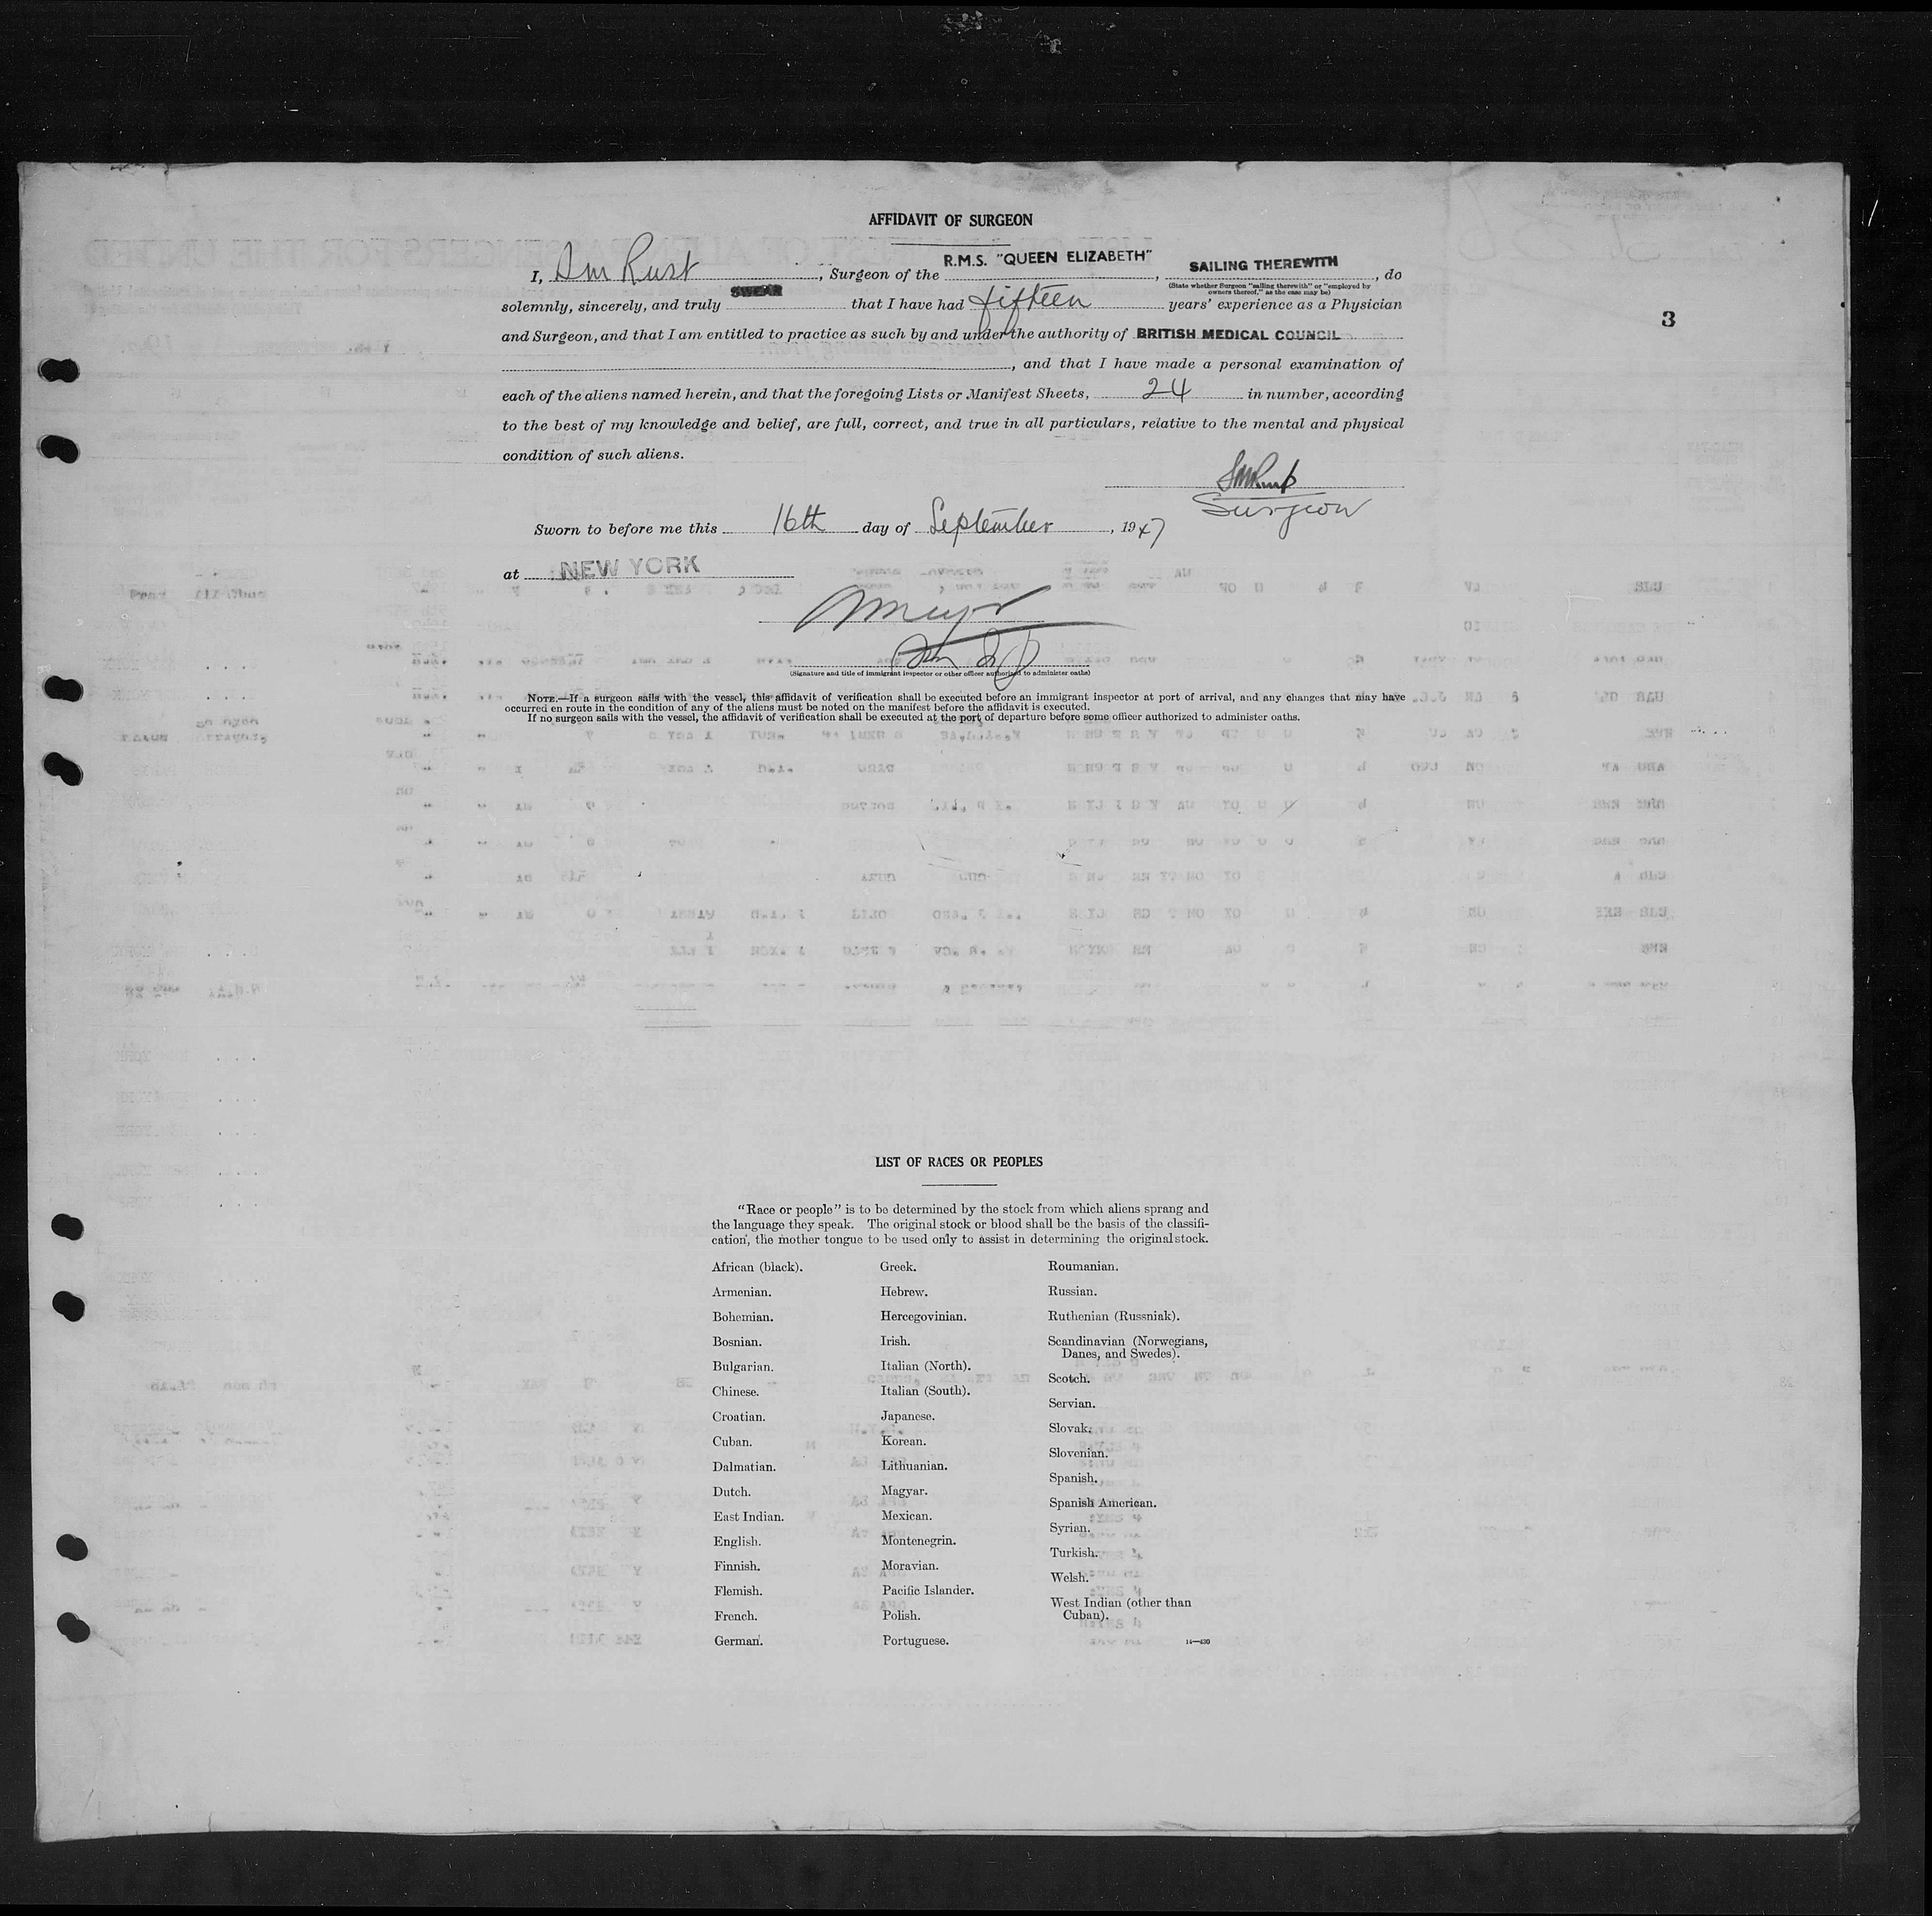 AFFIDAVIT OF SURGEON
I, Rust, Surgeon of the R.M.S. "QUEEN ELIZABETH", SAILING THEREWITH, do
(State whether Surgeon "sailing therewith" or "employed by
owners thereof," as the case may be)
solemnly, sincerely, and truly SWEAR that I have had fifteen years' experience as a Physician
3
and Surgeon, and that I am entitled to practice as such by and under the authority of BRITISH MEDICAL COUNCIL
, and that I have made a personal examination of
each of the aliens named herein, and that the foregoing Lists or Manifest Sheets, 24 in number, according
to the best of my knowledge and belief, are full, correct, and true in all particulars, relative to the mental and physical
condition of such aliens.
Surgeon
Sworn to before me this 16th day of September, 1947
at NEW YORK
(Signature and title of immigrant inspector or other officer authorized to administer oaths)
NOTE.—If a surgeon sails with the vessel, this affidavit of verification shall be executed before an immigrant inspector at port of arrival, and any changes that may have
occurred en route in the condition of any of the aliens must be noted on the manifest before the affidavit is executed.
If no surgeon sails with the vessel, the affidavit of verification shall be executed at the port of departure before some officer authorized to administer oaths.
LIST OF RACES OR PEOPLES
"Race or people" is to be determined by the stock from which aliens sprang and
the language they speak. The original stock or blood shall be the basis of the classifi-
cation, the mother tongue to be used only to assist in determining the original stock.
African (black).
Armenian.
Bohemian.
Bosnian.
Bulgarian.
Chinese.
Croatian.
Cuban.
Dalmatian.
Dutch.
East Indian.
English.
Finnish.
Flemish.
French.
German.
Greek.
Hebrew.
Hercegovinian.
Irish.
Italian (North).
Italian (South).
Japanese.
Korean.
Lithuanian.
Magyar.
Mexican.
Montenegrin.
Moravian.
Pacific Islander.
Polish.
Portuguese.
Roumanian.
Russian.
Ruthenian (Russniak).
Scandinavian (Norwegians,
Danes, and Swedes).
Scotch.
Servian.
Slovak.
Slovenian.
Spanish.
Spanish American.
Syrian.
Turkish.
Welsh.
West Indian (other than
Cuban).
14—430